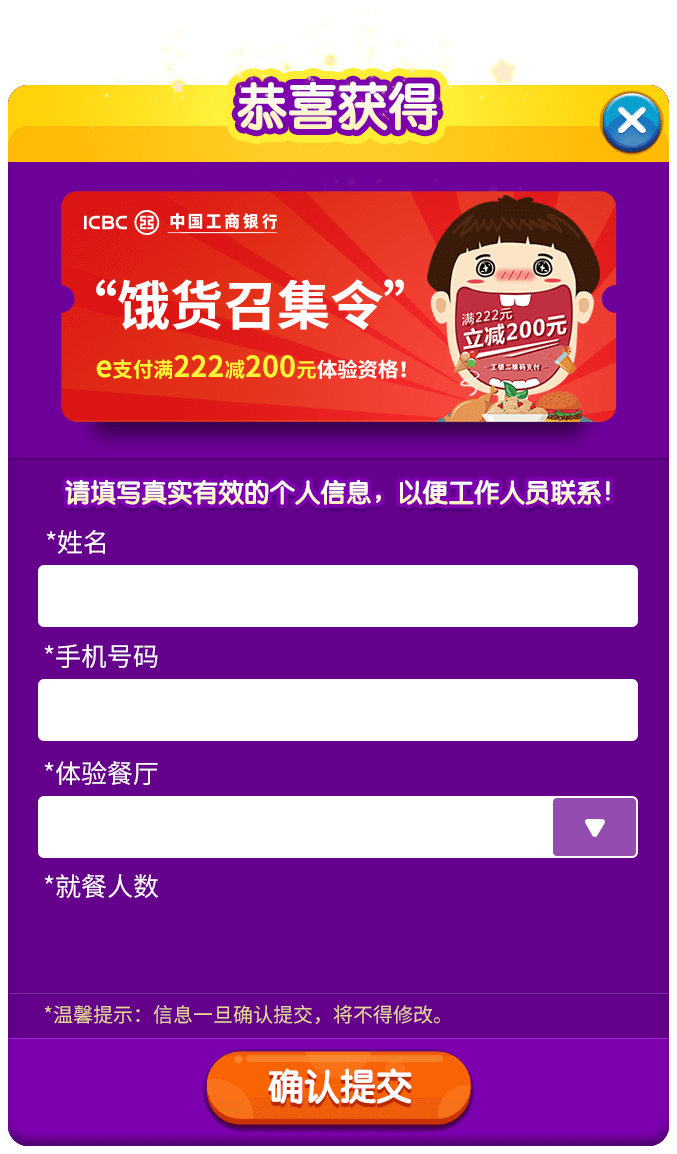 恭喜获得
ICBC 中国工商银行
“饿货召集令”
e支付满222减200元体验资格！
满222元
立减200元
工银二维码支付
请填写真实有效的个人信息，以便工作人员联系！
*姓名
*手机号码
*体验餐厅
*就餐人数
*温馨提示：信息一旦确认提交，将不得修改。
确认提交